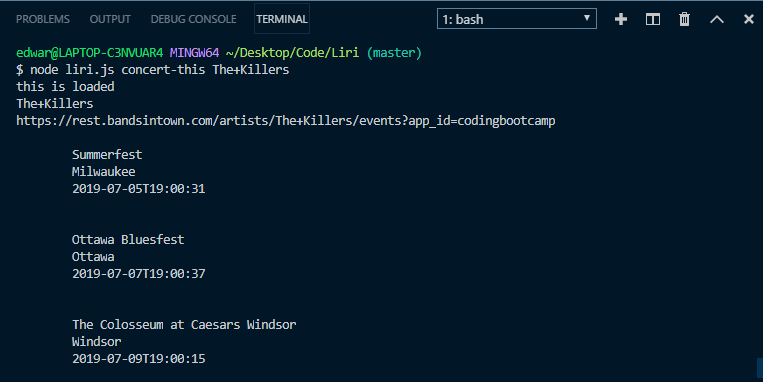 PROBLEMS OUTPUT DEBUG CONSOLE TERMINAL 1: bash
edwar@LAPTOP-C3NVUAR4 MINGW64 ~/Desktop/Code/Liri (master)
$ node liri.js concert-this The+Killers
this is loaded
The+Killers
https://rest.bandsintown.com/artists/The+Killers/events?app_id=codingbootcamp
Summerfest
Milwaukee
2019-07-05T19:00:31
Ottawa Bluesfest
Ottawa
2019-07-07T19:00:37
The Colosseum at Caesars Windsor
Windsor
2019-07-09T19:00:15